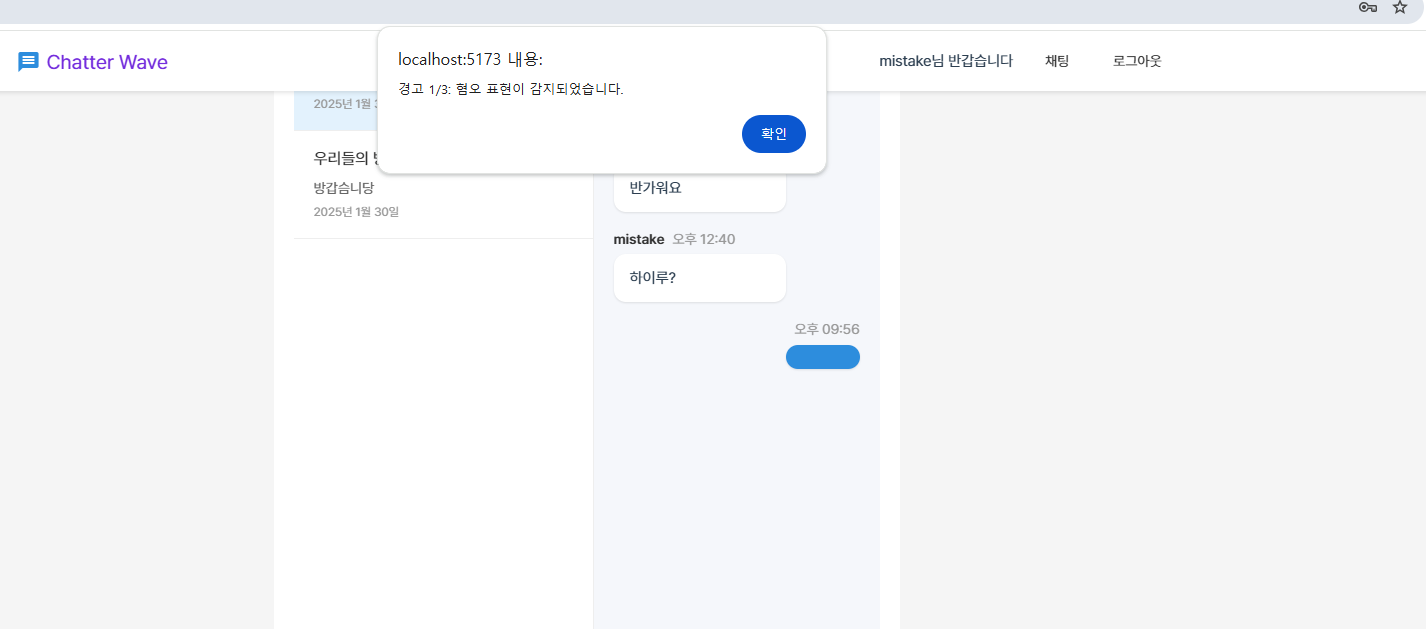 Chatter Wave
localhost:5173 내용:
경고 1/3: 혐오 표현이 감지되었습니다.
확인
mistake님 반갑습니다
채팅
로그아웃
2025년 1월
우리들의
방갑슴니당
2025년 1월 30일
반가워요
mistake 오후 12:40
하이루?
오후 09:56